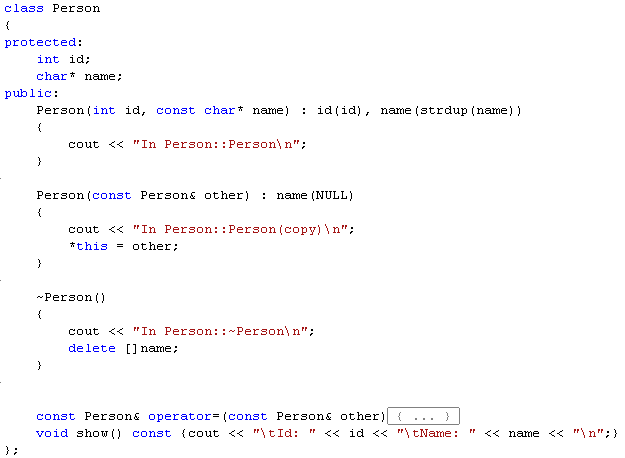 class Person
{
protected:
    int id;
    char* name;
public:
    Person(int id, const char* name) : id(id), name(strdup(name))
    {
        cout << "In Person::Person\n";
    }

    Person(const Person& other) : name(NULL)
    {
        cout << "In Person::Person(copy)\n";
        *this = other;
    }

    ~Person()
    {
        cout << "In Person::~Person\n";
        delete []name;
    }

    const Person& operator=(const Person& other){ ... }
    void show() const {cout << "\tId: " << id << "\tName: " << name << "\n";}
};